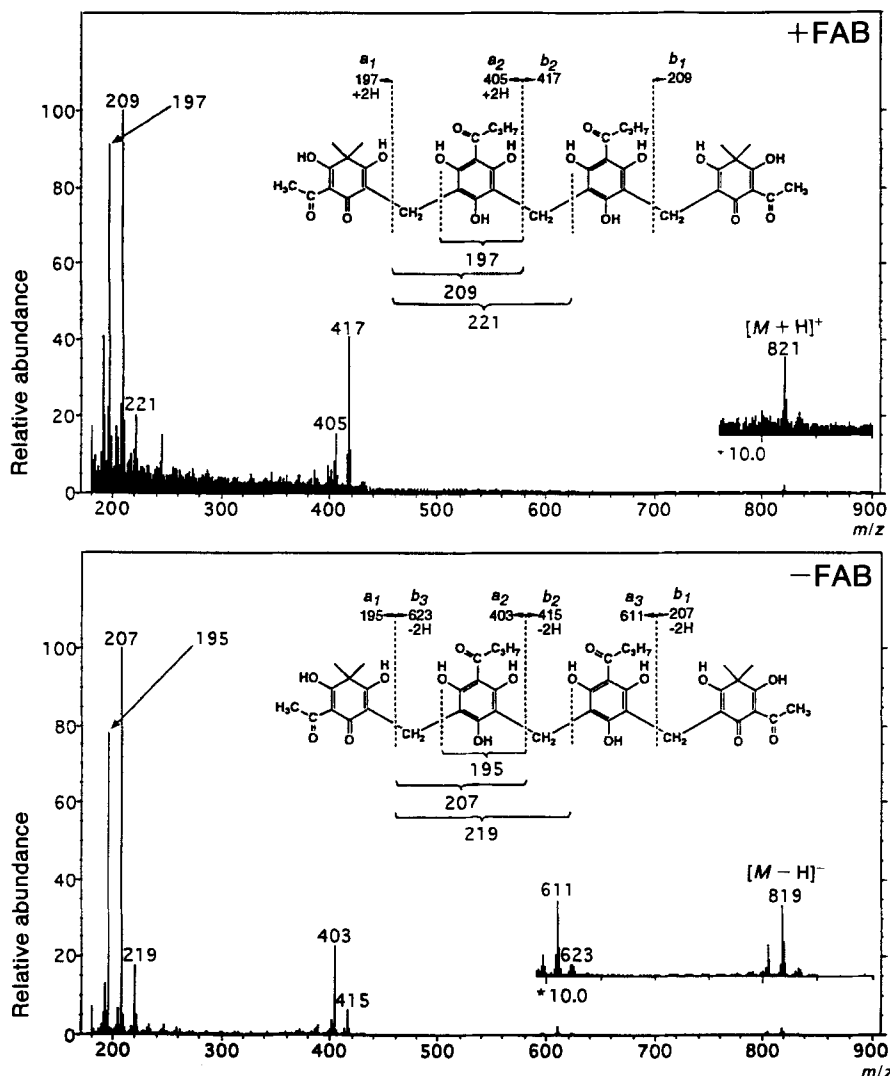 +FAB
a1 a2 b2 b1
197 405 417 209
+2H +2H
209 197
100
O C3H7 O C3H7
HO O H H O O H H O O H H O OH
H3C O O CH2 OH CH2 OH CH2 O O CH3
80
197
60
209
221
Relative abundance
40
417
[M + H]+
821
20
221
405
* 10.0
0
200 300 400 500 600 700 800 900
m/z
-FAB
a1 b3 a2 b2 a3 b1
195 623 403 415 611 207
-2H -2H -2H
207 195
100
O C3H7 O C3H7
HO O H H O O H H O O H H O OH
H3C O O CH2 OH CH2 OH CH2 O O CH3
80
195
207
60
219
Relative abundance
40
[M - H]-
611
819
403
20
219
623
415
* 10.0
0
200 300 400 500 600 700 800 900
m/z